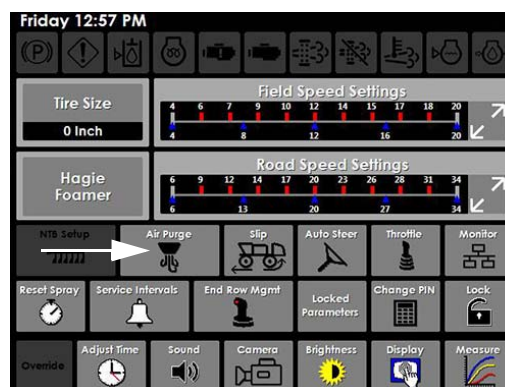 Friday 12:57 PM
Field Speed Settings
Tire Size
4 6 7 9 10 12 14 15 17 18 20
0 Inch
4 8 12 16 20
Road Speed Settings
Hagie
Foamer
6 9 12 14 17 20 23 26 28 31 34
6 13 20 27 34
NTB Setup Air Purge Slip Auto Steer Throttle Monitor
Reset Spray Service Intervals End Row Mgmt Locked
Parameters Change PIN Lock
Override Adjust Time Sound Camera Brightness Display Measure